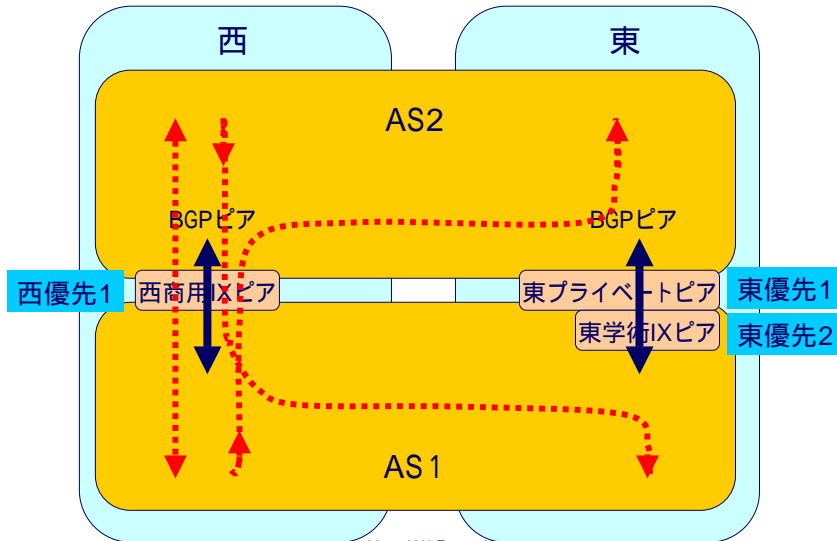 西
東
AS2
BGPピア
BGPピア
西優先1
西商用IXピア
東プライベートピア
東優先1
東学術IXピア
東優先2
AS1